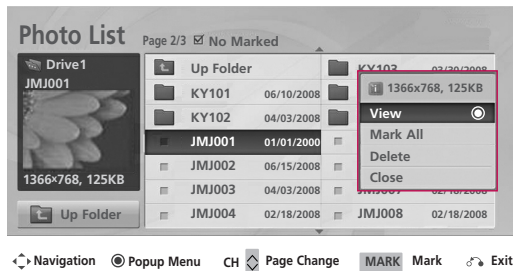 Photo List Page 2/3 No Marked
Drive1
JMJ001
1366×768, 125KB
Up Folder
Up Folder
KY101 06/10/2008
KY102 04/03/2008
JMJ001 01/01/2000
JMJ002 06/15/2008
JMJ003 04/03/2008
JMJ004 02/18/2008
KY103 03/30/2008
1366x768, 125KB
View
Mark All
Delete
Close
JMJ008 02/18/2008
Navigation Popup Menu CH Page Change MARK Mark Exit